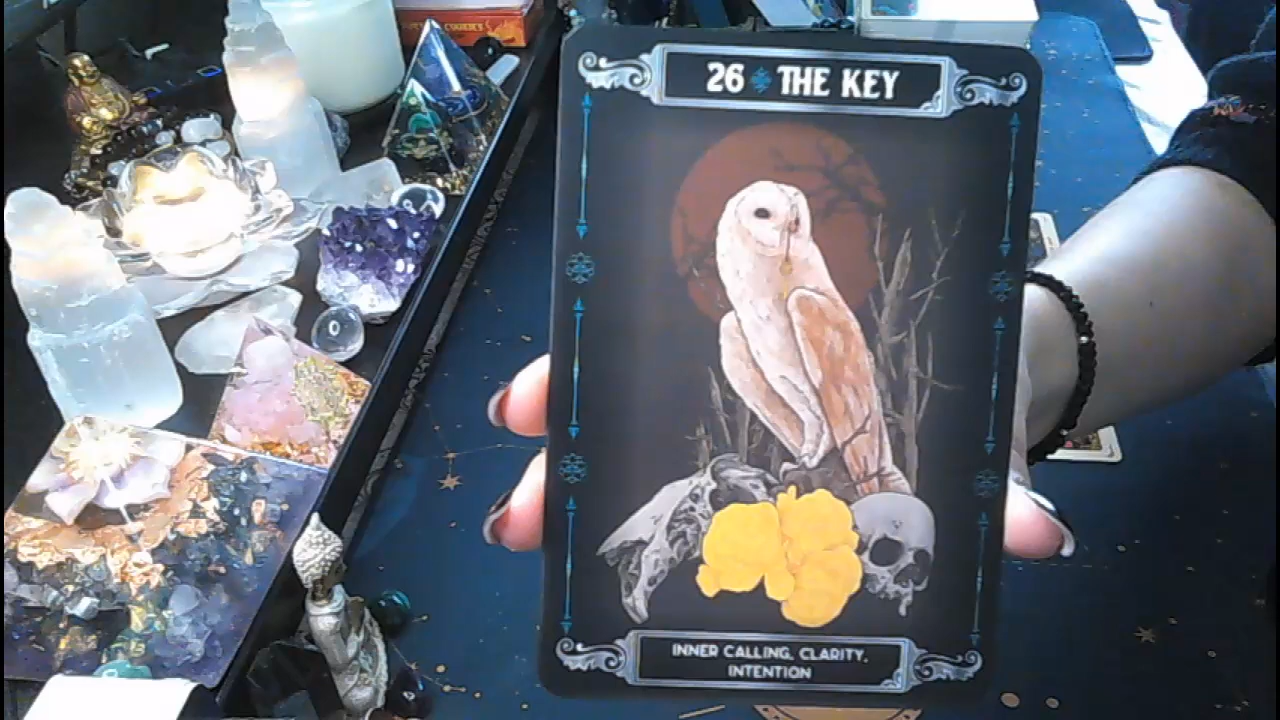 26 THE KEY
INNER CALLING, CLARITY,
INTENTION